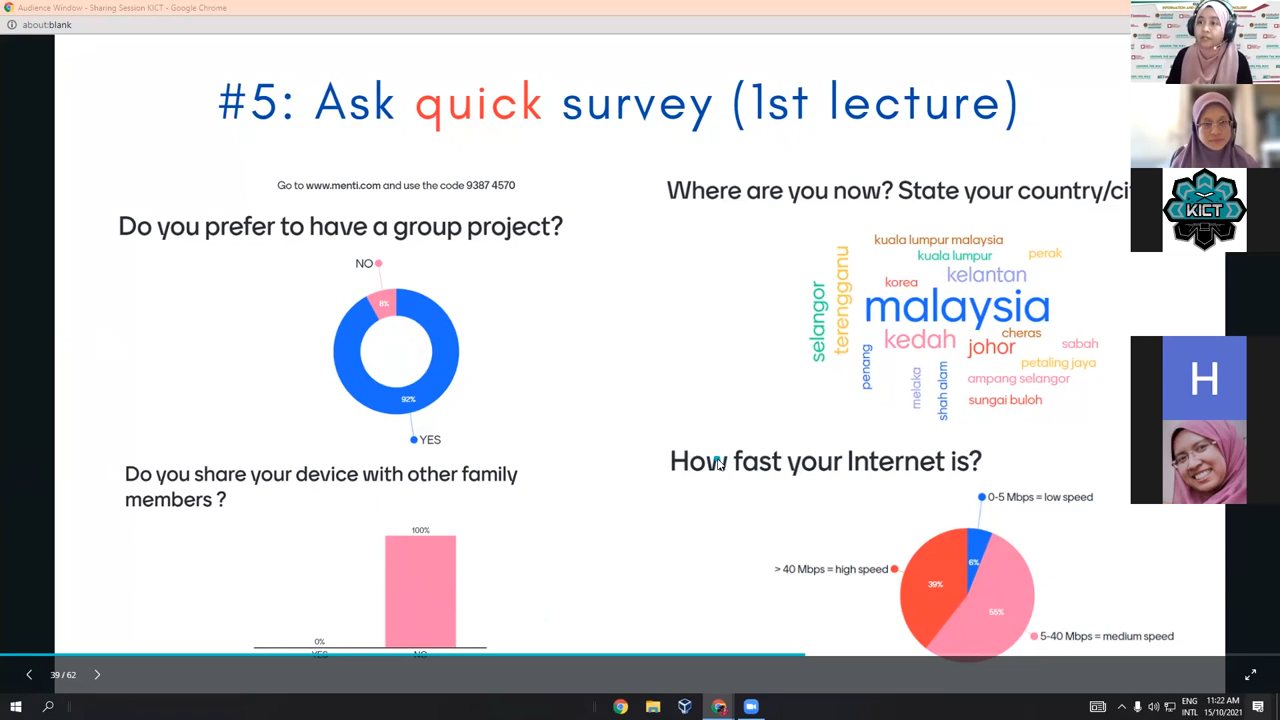 Audience Window - Sharing Session KICT - Google Chrome
about:blank
#5: Ask quick survey (1st lecture)
Go to www.menti.com and use the code 9387 4570
Do you prefer to have a group project?
NO
8%
92%
YES
Do you share your device with other family
members ?
100%
0%
YES
NO
Where are you now? State your country/ci
kuala lumpur malaysia
kuala lumpur
perak
terengganu
selangor
korea
kelantan
malaysia
kedah
cheras
johor
sabah
penang
petaling jaya
melaka
shah alam
ampang selangor
sungai buloh
How fast your Internet is?
0-5 Mbps = low speed
6%
> 40 Mbps = high speed
39%
55%
5-40 Mbps = medium speed
KICT
H
39 / 62
ENG
INTL
11:22 AM
15/10/2021